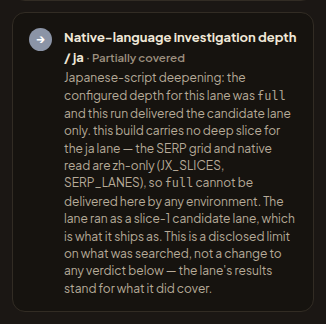 Native-language investigation depth
/ ja · Partially covered
Japanese-script deepening: the
configured depth for this lane was full
and this run delivered the candidate lane
only. this build carries no deep slice for
the ja lane — the SERP grid and native
read are zh-only (JX_SLICES,
SERP_LANES), so full cannot be
delivered here by any environment. The
lane ran as a slice-1 candidate lane, which
is what it ships as. This is a disclosed limit
on what was searched, not a change to
any verdict below — the lane's results
stand for what it did cover.